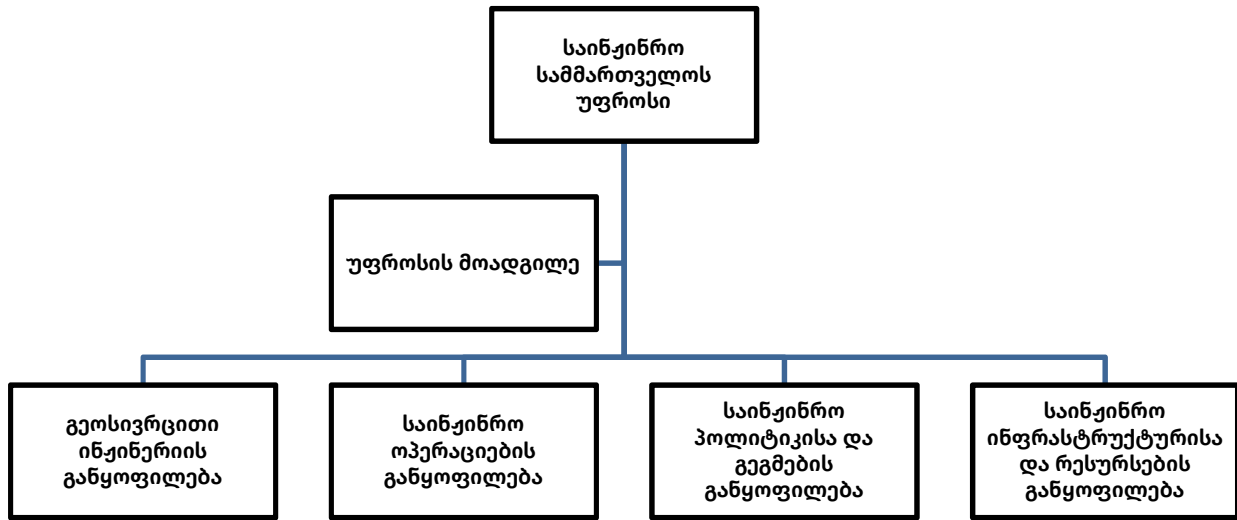 საინჟინრო
სამმართველოს
უფროსი
უფროსის მოადგილე
გეოსივრცითი
ინჟინერიის
განყოფილება
საინჟინრო
ოპერაციების
განყოფილება
საინჟინრო
პოლიტიკისა და
გეგმების
განყოფილება
საინჟინრო
ინფრასტრუქტურისა
და რესურსების
განყოფილება